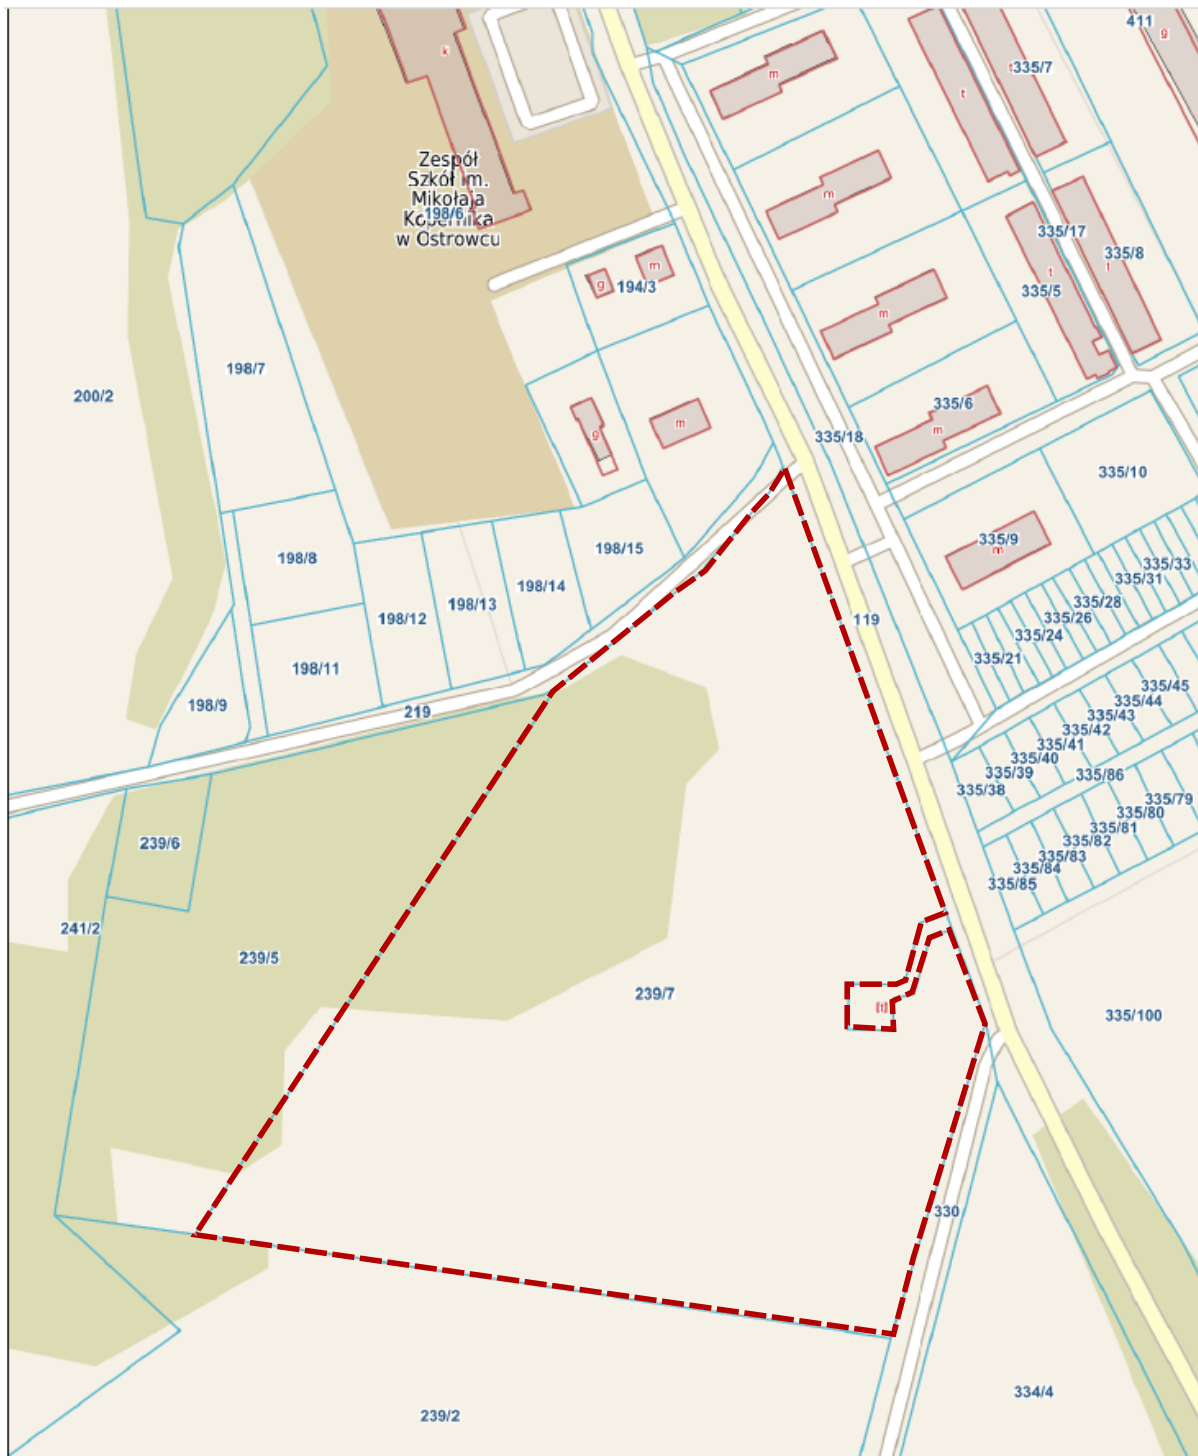 411
k
g
335/7
t
m
t
Zespół
Szkół im.
Mikołaja
Kopernika
w Ostrowcu
198/6
m
335/17
335/8
m
g
194/3
t
t
335/5
m
198/7
200/2
335/6
m
g
m
335/18
335/10
335/9
m
198/15
198/8
198/14
335/33
335/31
198/13
335/28
198/12
335/26
119
335/24
335/21
198/11
198/9
219
335/45
335/44
335/43
335/42
335/41
335/40
335/39
335/86
335/38
335/79
335/80
335/81
335/82
335/83
335/84
335/85
239/6
241/2
239/5
239/7
[t]
335/100
330
334/4
239/2